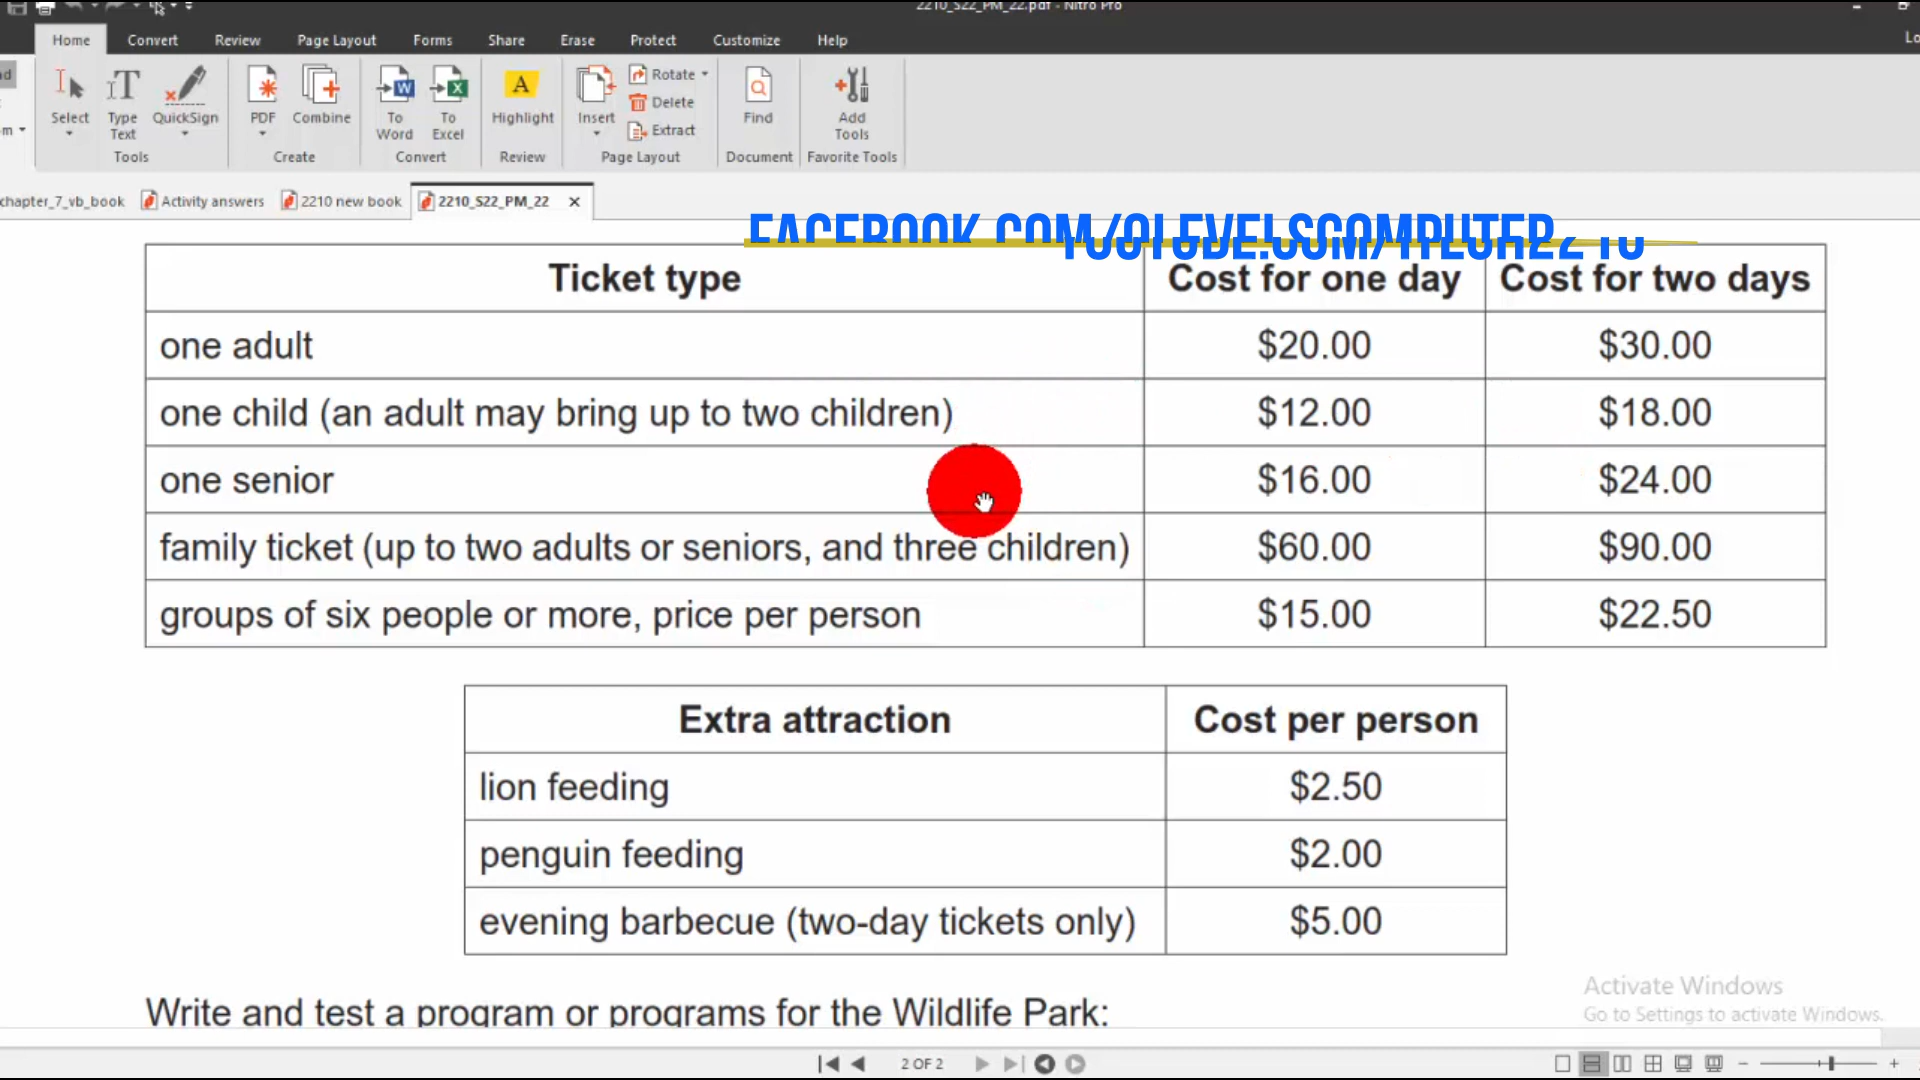 2210_S22_PM_22.pdf - Nitro Pro
Home Convert Review Page Layout Forms Share Erase Protect Customize Help
Select Type Text QuickSign Tools
PDF Combine Create
To Word To Excel Convert
Highlight Review
Insert Rotate Delete Extract Page Layout
Find Document
Add Tools Favorite Tools
chapter_7_vb_book Activity answers 2210 new book 2210_S22_PM_22
Ticket type Cost for one day Cost for two days
one adult $20.00 $30.00
one child (an adult may bring up to two children) $12.00 $18.00
one senior $16.00 $24.00
family ticket (up to two adults or seniors, and three children) $60.00 $90.00
groups of six people or more, price per person $15.00 $22.50
Extra attraction Cost per person
lion feeding $2.50
penguin feeding $2.00
evening barbecue (two-day tickets only) $5.00
Write and test a program or programs for the Wildlife Park:
Activate Windows
Go to Settings to activate Windows.
2 OF 2